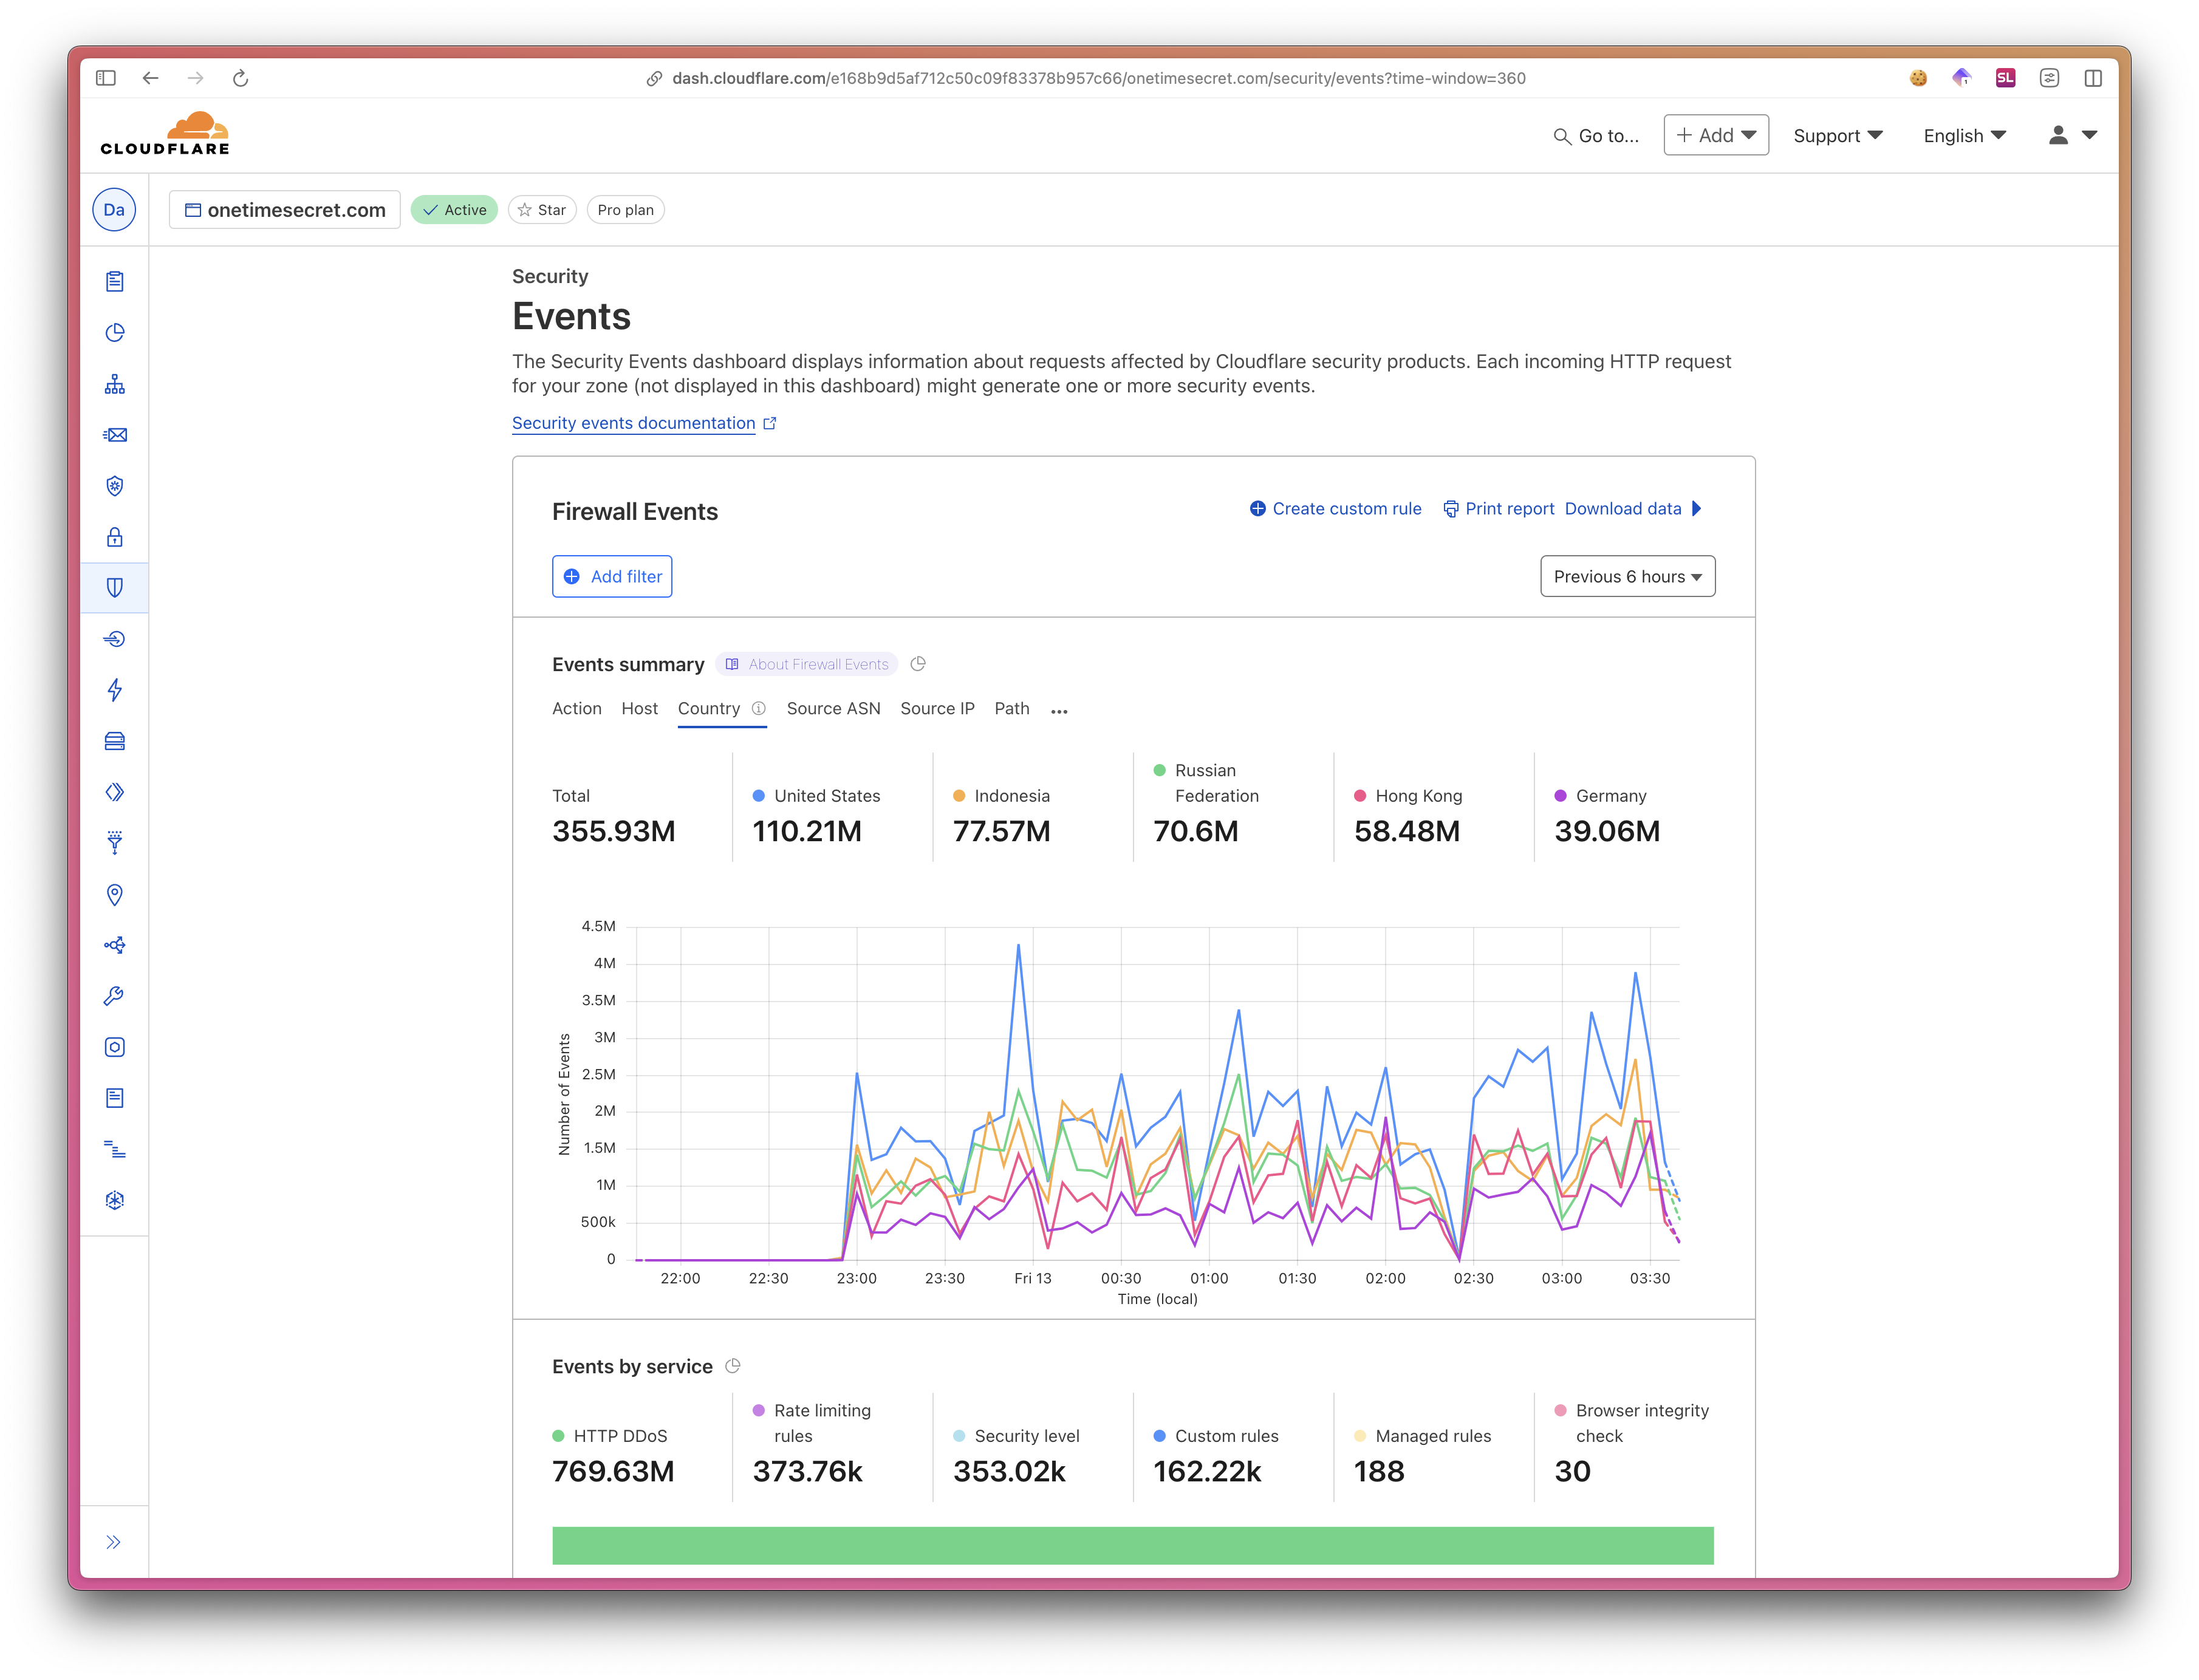 dash.cloudflare.com/e168b9d5af712c50c09f83378b957c66/onetimesecret.com/security/events?time-window=360
SL
1
CLOUDFLARE
Go to...
+ Add
Support
English
Da
onetimesecret.com
Active
Star
Pro plan
Security
Events
The Security Events dashboard displays information about requests affected by Cloudflare security products. Each incoming HTTP request
for your zone (not displayed in this dashboard) might generate one or more security events.
Security events documentation
Firewall Events
Create custom rule
Print report
Download data
Add filter
Previous 6 hours
Events summary
About Firewall Events
Action Host Country Source ASN Source IP Path ...
Total
355.93M
United States
110.21M
Indonesia
77.57M
Russian
Federation
70.6M
Hong Kong
58.48M
Germany
39.06M
Number of Events
4.5M
4M
3.5M
3M
2.5M
2M
1.5M
1M
500k
0
22:00 22:30 23:00 23:30 Fri 13 00:30 01:00 01:30 02:00 02:30 03:00 03:30
Time (local)
Events by service
HTTP DDoS
769.63M
Rate limiting
rules
373.76k
Security level
353.02k
Custom rules
162.22k
Managed rules
188
Browser integrity
check
30